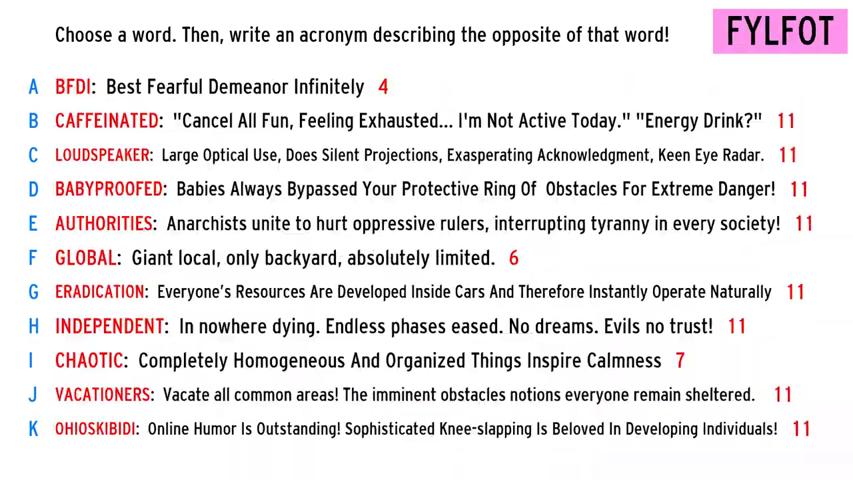 Choose a word. Then, write an acronym describing the opposite of that word!
FYLFOT
A BFDI: Best Fearful Demeanor Infinitely 4
B CAFFEINATED: "Cancel All Fun, Feeling Exhausted... I'm Not Active Today." "Energy Drink?" 11
C LOUDSPEAKER: Large Optical Use, Does Silent Projections, Exasperating Acknowledgment, Keen Eye Radar. 11
D BABYPROOFED: Babies Always Bypassed Your Protective Ring Of Obstacles For Extreme Danger! 11
E AUTHORITIES: Anarchists unite to hurt oppressive rulers, interrupting tyranny in every society! 11
F GLOBAL: Giant local, only backyard, absolutely limited. 6
G ERADICATION: Everyone's Resources Are Developed Inside Cars And Therefore Instantly Operate Naturally 11
H INDEPENDENT: In nowhere dying. Endless phases eased. No dreams. Evils no trust! 11
I CHAOTIC: Completely Homogeneous And Organized Things Inspire Calmness 7
J VACATIONERS: Vacate all common areas! The imminent obstacles notions everyone remain sheltered. 11
K OHIOSKIBIDI: Online Humor Is Outstanding! Sophisticated Knee-slapping Is Beloved In Developing Individuals! 11